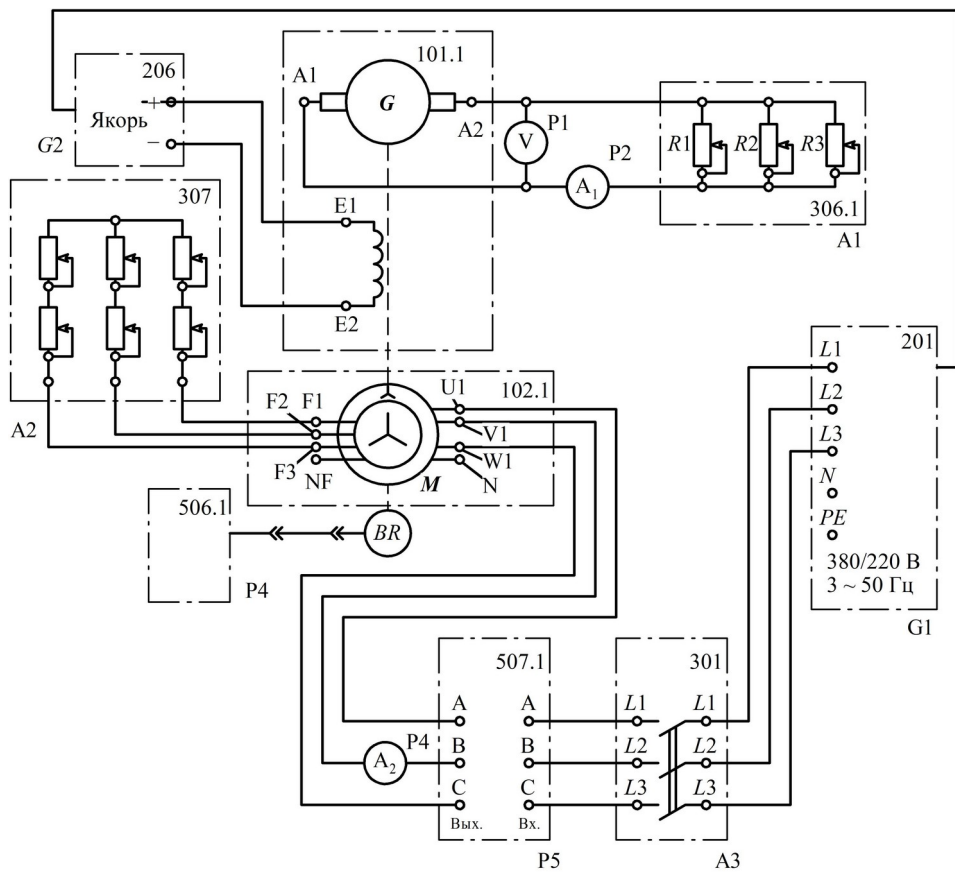 206
Якорь
+
−
G2
101.1
A1
G
A2
E1
E2
P1
V
P2
A1
R1
R2
R3
306.1
A1
307
A2
102.1
F1
F2
F3
NF
U1
V1
W1
N
M
506.1
BR
P4
201
L1
L2
L3
N
PE
380/220 В
3 ~ 50 Гц
G1
507.1
A
A
B
B
C
C
Вых.
Вх.
P5
A2
P4
301
L1
L1
L2
L2
L3
L3
A3